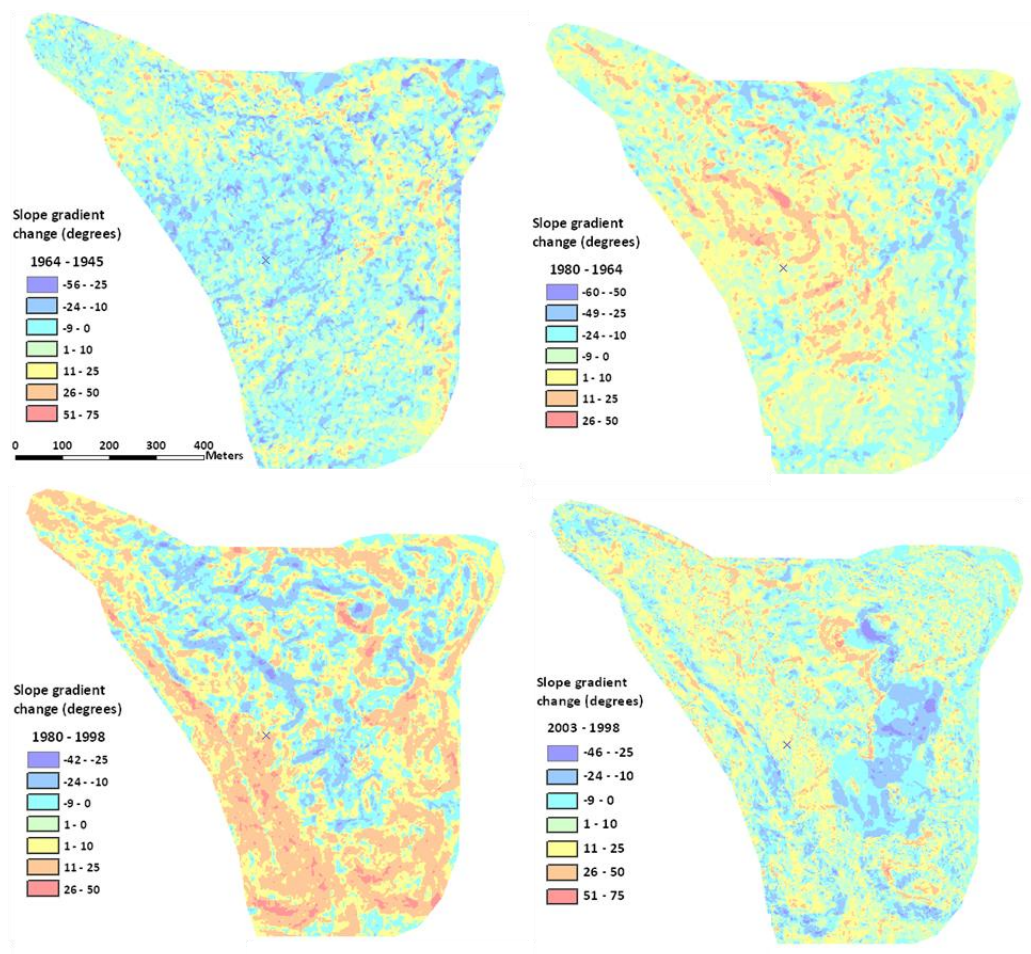 Slope gradient
change (degrees)
1964 - 1945
-56 - -25
-24 - -10
-9 - 0
1 - 10
11 - 25
26 - 50
51 - 75
0 100 200 300 400
Meters
Slope gradient
change (degrees)
1980 - 1964
-60 - -50
-49 - -25
-24 - -10
-9 - 0
1 - 10
11 - 25
26 - 50
Slope gradient
change (degrees)
1980 - 1998
-42 - -25
-24 - -10
-9 - 0
1 - 0
1 - 10
11 - 25
26 - 50
Slope gradient
change (degrees)
2003 - 1998
-46 - -25
-24 - -10
-9 - 0
1 - 10
11 - 25
26 - 50
51 - 75